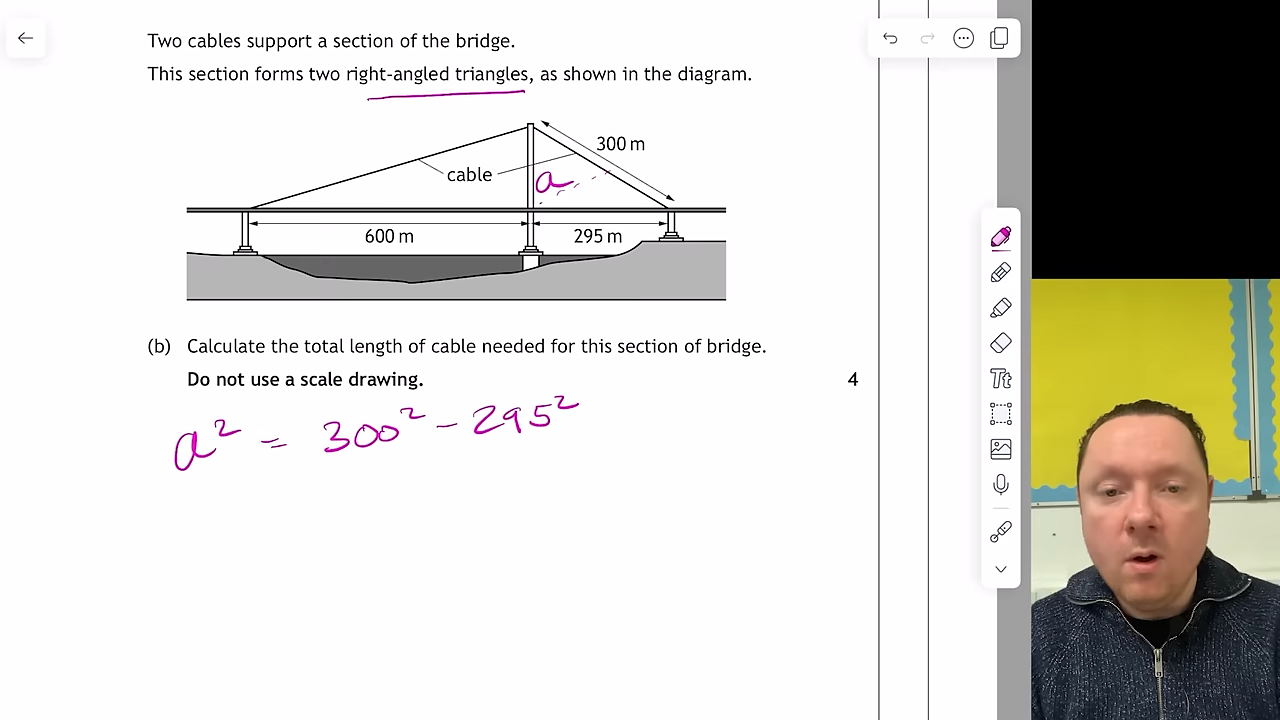 Two cables support a section of the bridge.
This section forms two right-angled triangles, as shown in the diagram.
300 m
cable
a
600 m
295 m
(b) Calculate the total length of cable needed for this section of bridge.
Do not use a scale drawing.
4
a² = 300² - 295²
Tt